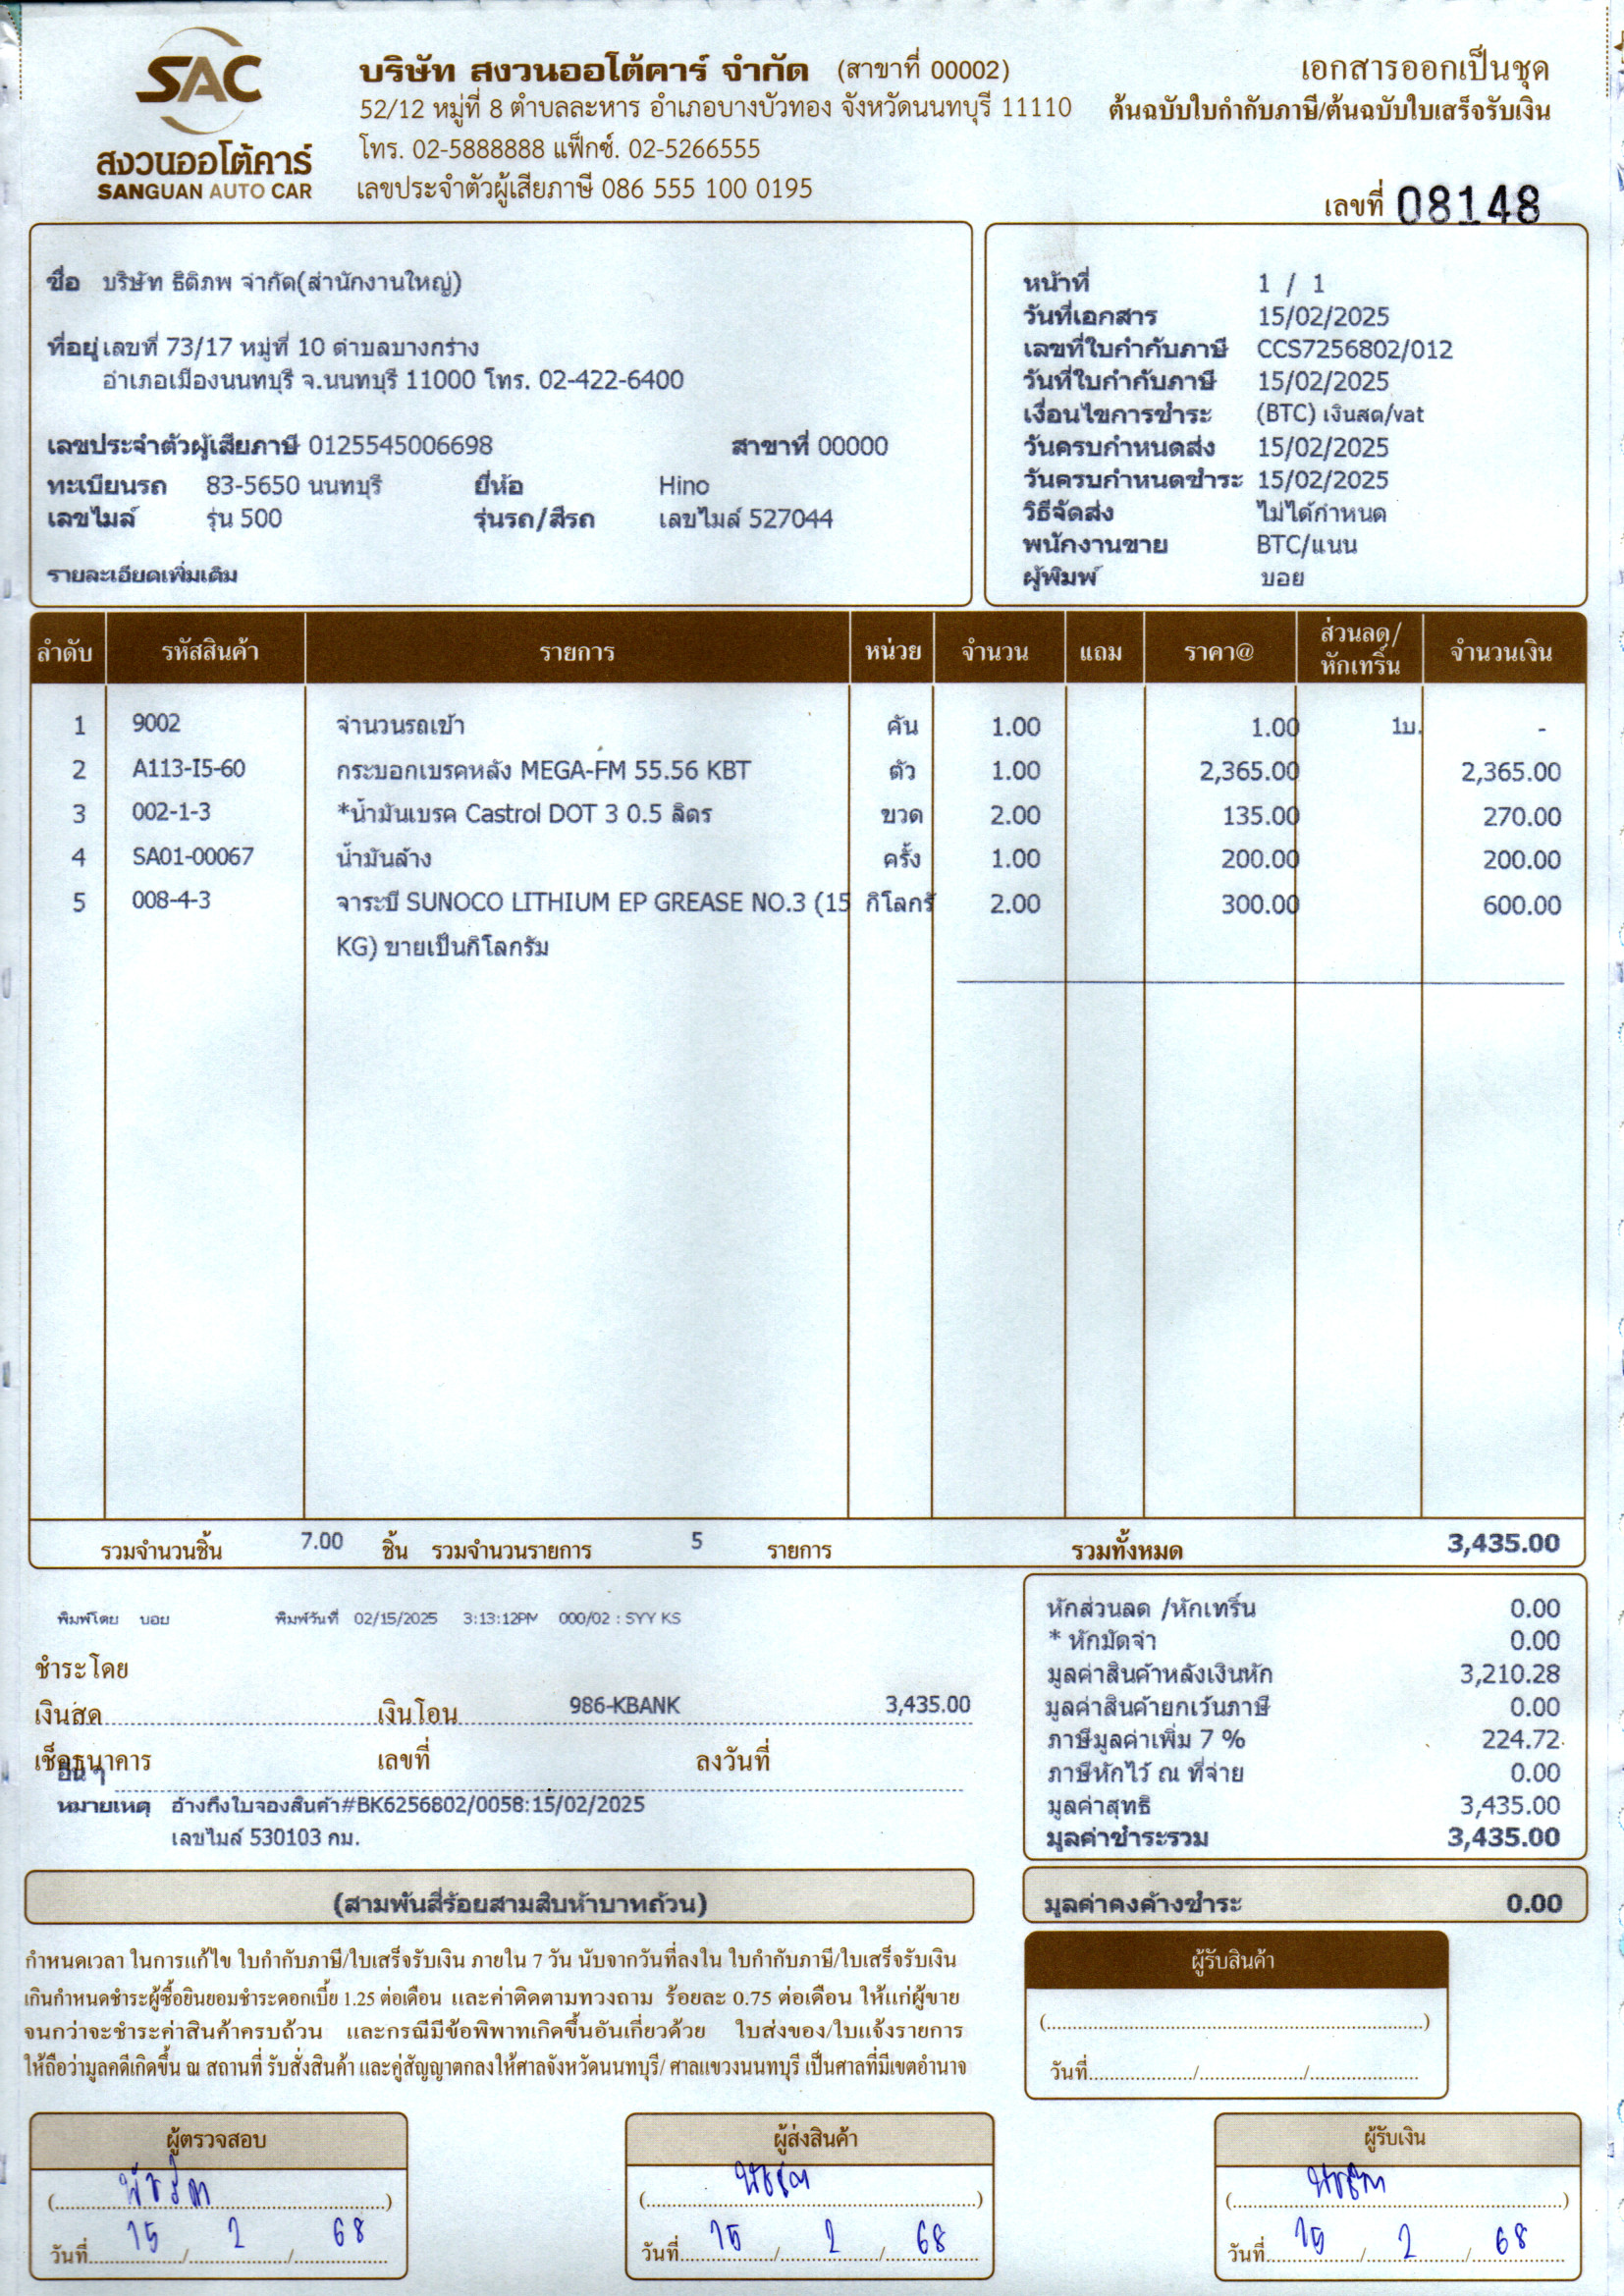 SAC
สงวนออโต้คาร์
SANGUAN AUTO CAR
บริษัท สงวนออโต้คาร์ จำกัด (สาขาที่ 00002)
52/12 หมู่ที่ 8 ตำบลละหาร อำเภอบางบัวทอง จังหวัดนนทบุรี 11110
โทร. 02-5888888 แฟ็กซ์. 02-5266555
เลขประจำตัวผู้เสียภาษี 086 555 100 0195
เอกสารออกเป็นชุด
ต้นฉบับใบกำกับภาษี/ต้นฉบับใบเสร็จรับเงิน
เลขที่ 08148
ชื่อ บริษัท ธิติภพ จำกัด(สำนักงานใหญ่)
ที่อยู่ เลขที่ 73/17 หมู่ที่ 10 ตำบลบางกร่าง
อำเภอเมืองนนทบุรี จ.นนทบุรี 11000 โทร. 02-422-6400
เลขประจำตัวผู้เสียภาษี 0125545006698 สาขาที่ 00000
ทะเบียนรถ 83-5650 นนทบุรี ยี่ห้อ Hino
เลขไมล์ รุ่น 500 รุ่นรถ/สีรถ เลขไมล์ 527044
รายละเอียดเพิ่มเติม
หน้าที่ 1 / 1
วันที่เอกสาร 15/02/2025
เลขที่ใบกำกับภาษี CCS7256802/012
วันที่ใบกำกับภาษี 15/02/2025
เงื่อนไขการชำระ (BTC) เงินสด/vat
วันครบกำหนดส่ง 15/02/2025
วันครบกำหนดชำระ 15/02/2025
วิธีจัดส่ง ไม่ได้กำหนด
พนักงานขาย BTC/แนน
ผู้พิมพ์ บอย
ลำดับ รหัสสินค้า รายการ หน่วย จำนวน แถม ราคา@ ส่วนลด/หักเทริ์น จำนวนเงิน
1 9002 จำนวนรถเข้า คัน 1.00 1.00 1บ. -
2 A113-I5-60 กระบอกเบรคหลัง MEGA-FM 55.56 KBT ตัว 1.00 2,365.00 2,365.00
3 002-1-3 *น้ำมันเบรค Castrol DOT 3 0.5 ลิตร ขวด 2.00 135.00 270.00
4 SA01-00067 น้ำมันล้าง ครั้ง 1.00 200.00 200.00
5 008-4-3 จาระบี SUNOCO LITHIUM EP GREASE NO.3 (15 กิโลกรั 2.00 300.00 600.00
KG) ขายเป็นกิโลกรัม
รวมจำนวนชิ้น 7.00 ชิ้น รวมจำนวนรายการ 5 รายการ รวมทั้งหมด 3,435.00
พิมพ์โดย บอย พิมพ์วันที่ 02/15/2025 3:13:12PM 000/02 : SYY KS
ชำระโดย
เงินสด เงินโอน 986-KBANK 3,435.00
เช็คธนาคาร เลขที่ ลงวันที่
อื่น ๆ
หมายเหตุ อ้างถึงใบจองสินค้า#BK6256802/0058:15/02/2025
เลขไมล์ 530103 กม.
หักส่วนลด /หักเทริ์น 0.00
* หักมัดจำ 0.00
มูลค่าสินค้าหลังเงินหัก 3,210.28
มูลค่าสินค้ายกเว้นภาษี 0.00
ภาษีมูลค่าเพิ่ม 7 % 224.72
ภาษีหักไว้ ณ ที่จ่าย 0.00
มูลค่าสุทธิ 3,435.00
มูลค่าชำระรวม 3,435.00
(สามพันสี่ร้อยสามสิบห้าบาทถ้วน)
มูลค่าคงค้างชำระ 0.00
กำหนดเวลา ในการแก้ไข ใบกำกับภาษี/ใบเสร็จรับเงิน ภายใน 7 วัน นับจากวันที่ลงใน ใบกำกับภาษี/ใบเสร็จรับเงิน
เกินกำหนดชำระผู้ซื้อยินยอมชำระดอกเบี้ย 1.25 ต่อเดือน และค่าติดตามทวงถาม ร้อยละ 0.75 ต่อเดือน ให้แก่ผู้ขาย
จนกว่าจะชำระค่าสินค้าครบถ้วน และกรณีมีข้อพิพาทเกิดขึ้นอันเกี่ยวด้วย ใบส่งของ/ใบแจ้งรายการ
ให้ถือว่ามูลคดีเกิดขึ้น ณ สถานที่ รับสั่งสินค้า และคู่สัญญาตกลงให้ศาลจังหวัดนนทบุรี/ ศาลแขวงนนทบุรี เป็นศาลที่มีเขตอำนาจ
ผู้รับสินค้า
(....................)
วันที่........../........../..........
ผู้ตรวจสอบ ผู้ส่งสินค้า ผู้รับเงิน
วันที่ 15 / 2 / 68 วันที่ 15 / 2 / 68 วันที่ 15 / 2 / 68